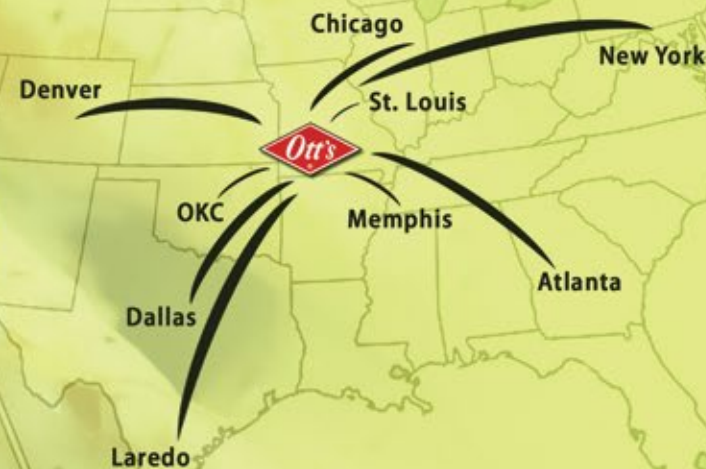 Chicago
New York
Denver
St. Louis
Ott's
OKC
Memphis
Atlanta
Dallas
Laredo